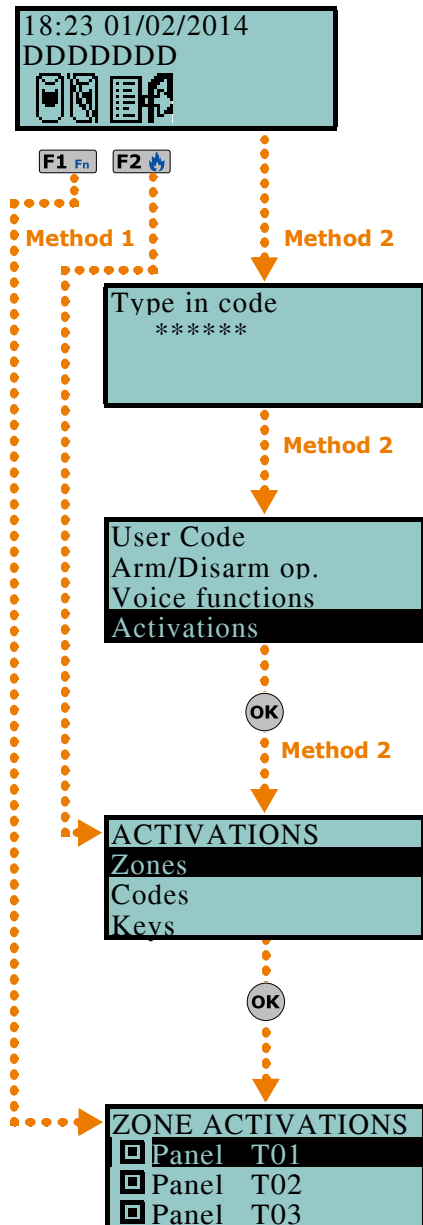 18:23 01/02/2014
DDDDDDD
F1 Fn F2
Method 1 Method 2
Type in code
******
Method 2
User Code
Arm/Disarm op.
Voice functions
Activations
OK
Method 2
ACTIVATIONS
Zones
Codes
Keys
OK
ZONE ACTIVATIONS
Panel T01
Panel T02
Panel T03